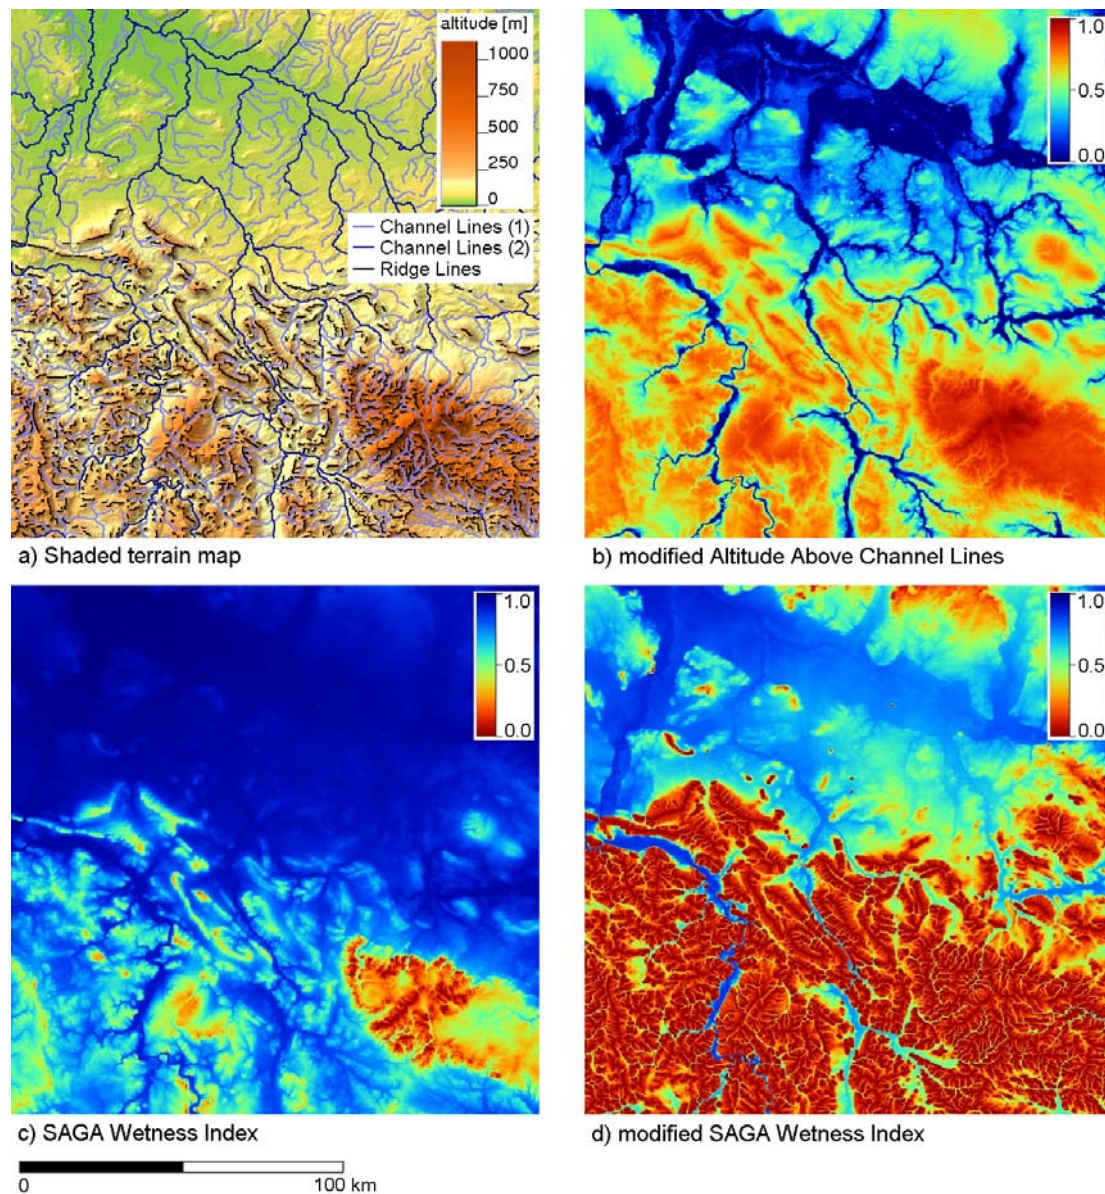 altitude [m]
1000
750
500
250
0
Channel Lines (1)
Channel Lines (2)
Ridge Lines
a) Shaded terrain map
1.0
0.5
0.0
b) modified Altitude Above Channel Lines
1.0
0.5
0.0
c) SAGA Wetness Index
1.0
0.5
0.0
d) modified SAGA Wetness Index
0 100 km